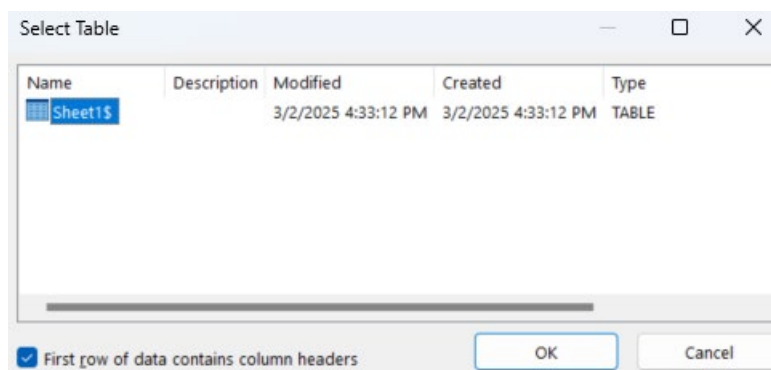 Select Table
Name Description Modified Created Type
Sheet1$ 3/2/2025 4:33:12 PM 3/2/2025 4:33:12 PM TABLE
First row of data contains column headers OK Cancel